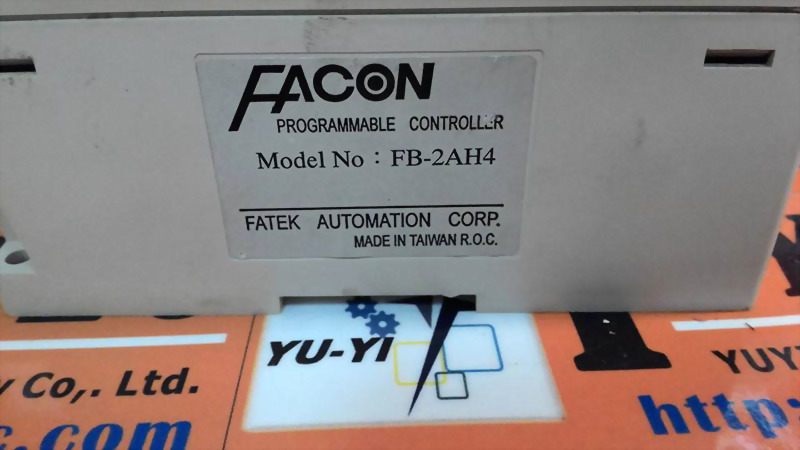 FACON
PROGRAMMABLE CONTROLLER
Model No : FB-2AH4
FATEK AUTOMATION CORP.
MADE IN TAIWAN R.O.C.
YU-YI
YUY
y Co,. Ltd.
http:
c.com